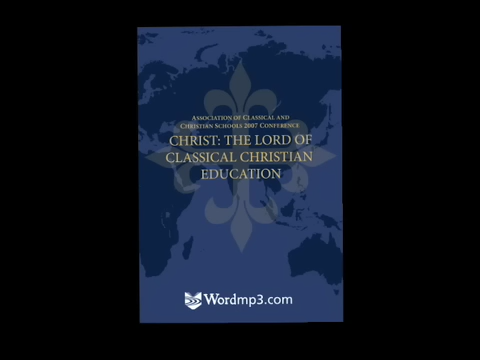 Association of Classical and
Christian Schools 2007 Conference
CHRIST: THE LORD OF
CLASSICAL CHRISTIAN
EDUCATION
Wordmp3.com